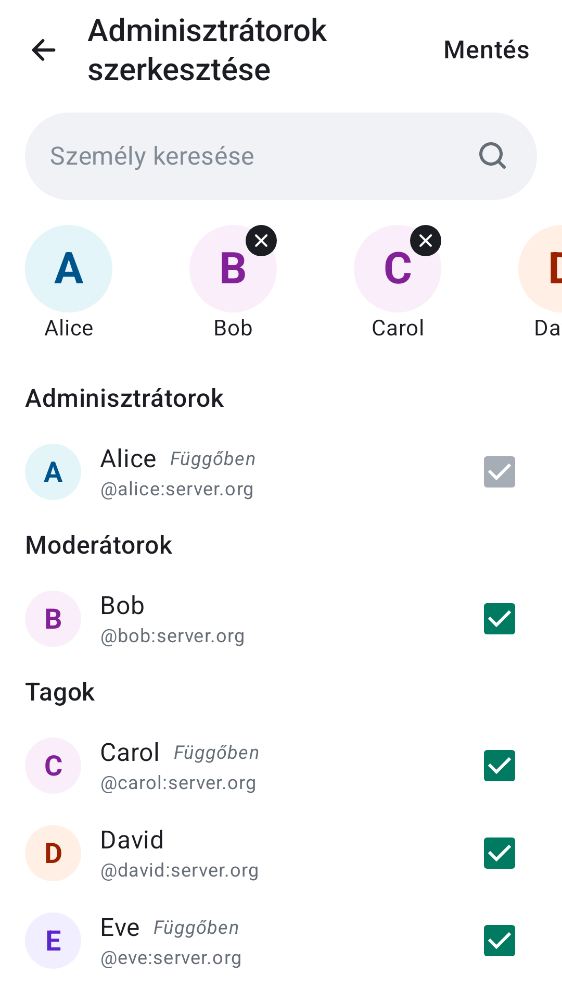 Adminisztrátorok
szerkesztése
Mentés
Személy keresése
A
B
C
Alice
Bob
Carol
Da
Adminisztrátorok
A
Alice Függőben
@alice:server.org
Moderátorok
B
Bob
@bob:server.org
Tagok
C
Carol Függőben
@carol:server.org
D
David
@david:server.org
E
Eve Függőben
@eve:server.org